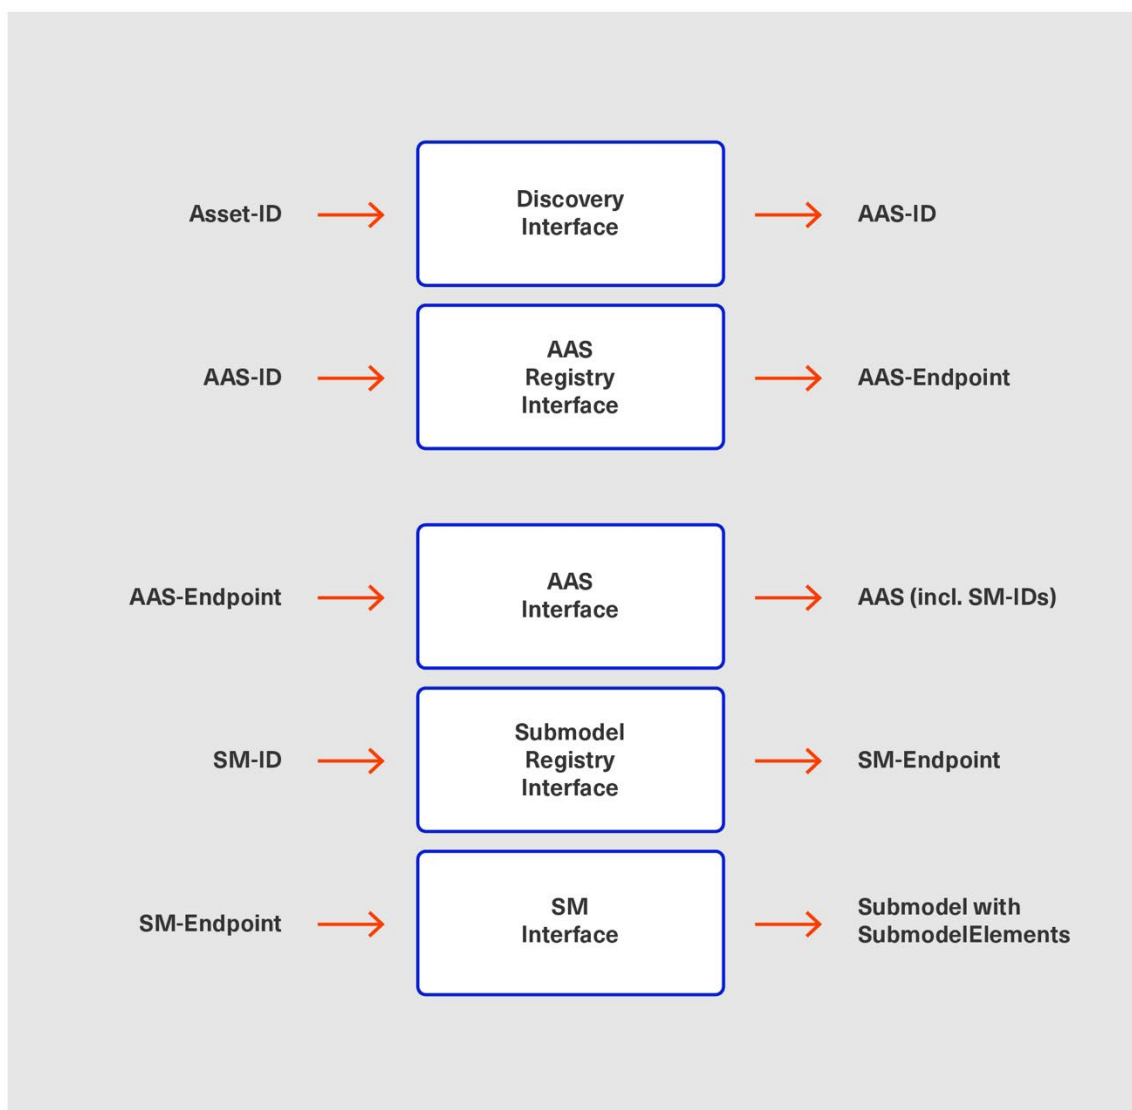 Asset-ID
Discovery
Interface
AAS-ID
AAS-ID
AAS
Registry
Interface
AAS-Endpoint
AAS-Endpoint
AAS
Interface
AAS (incl. SM-IDs)
SM-ID
Submodel
Registry
Interface
SM-Endpoint
SM-Endpoint
SM
Interface
Submodel with
SubmodelElements